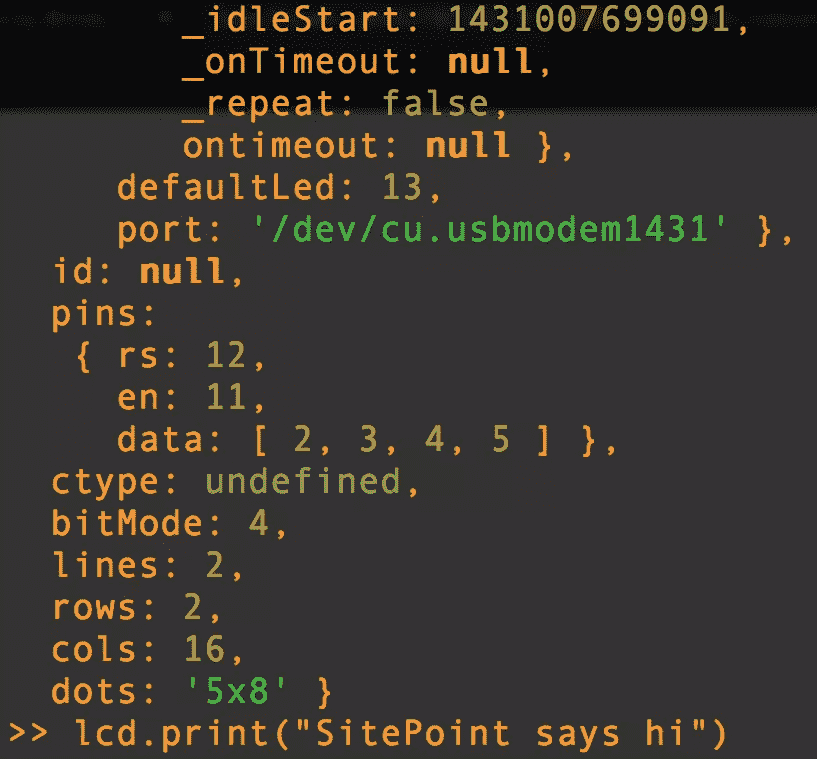 _idleStart: 1431007699091,
_onTimeout: null,
_repeat: false,
ontimeout: null },
defaultLed: 13,
port: '/dev/cu.usbmodem1431' },
id: null,
pins:
{ rs: 12,
en: 11,
data: [ 2, 3, 4, 5 ] },
ctype: undefined,
bitMode: 4,
lines: 2,
rows: 2,
cols: 16,
dots: '5x8' }
>> lcd.print("SitePoint says hi")